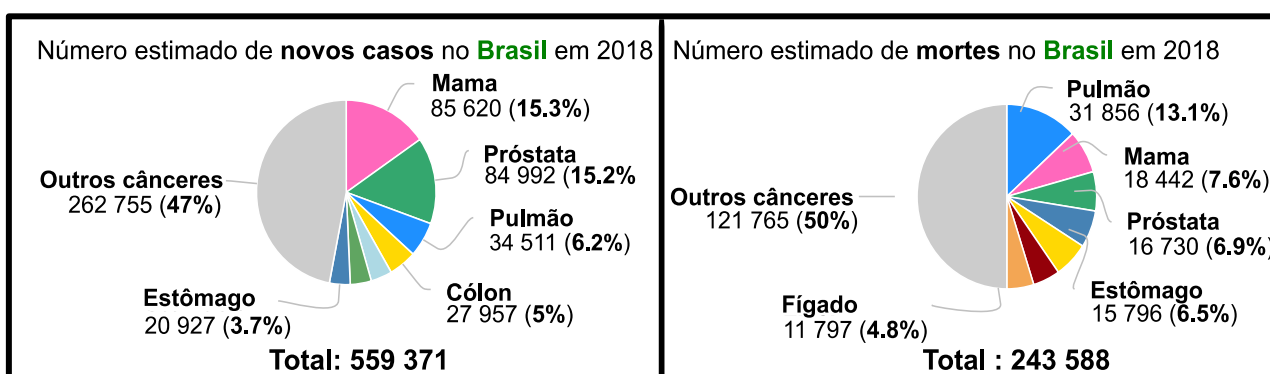 Número estimado de novos casos no Brasil em 2018
Mama
85 620 (15.3%)
Próstata
84 992 (15.2%
Outros cânceres
262 755 (47%)
Pulmão
34 511 (6.2%)
Cólon
27 957 (5%)
Estômago
20 927 (3.7%)
Total: 559 371
Número estimado de mortes no Brasil em 2018
Pulmão
31 856 (13.1%)
Mama
18 442 (7.6%)
Outros cânceres
121 765 (50%)
Próstata
16 730 (6.9%)
Estômago
15 796 (6.5%)
Fígado
11 797 (4.8%)
Total : 243 588